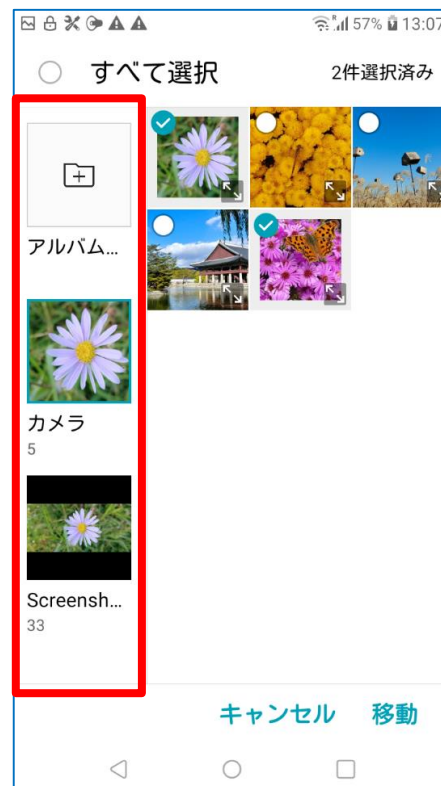 57% 13:07
すべて選択 2件選択済み
アルバム...
カメラ
5
Screensh...
33
キャンセル 移動